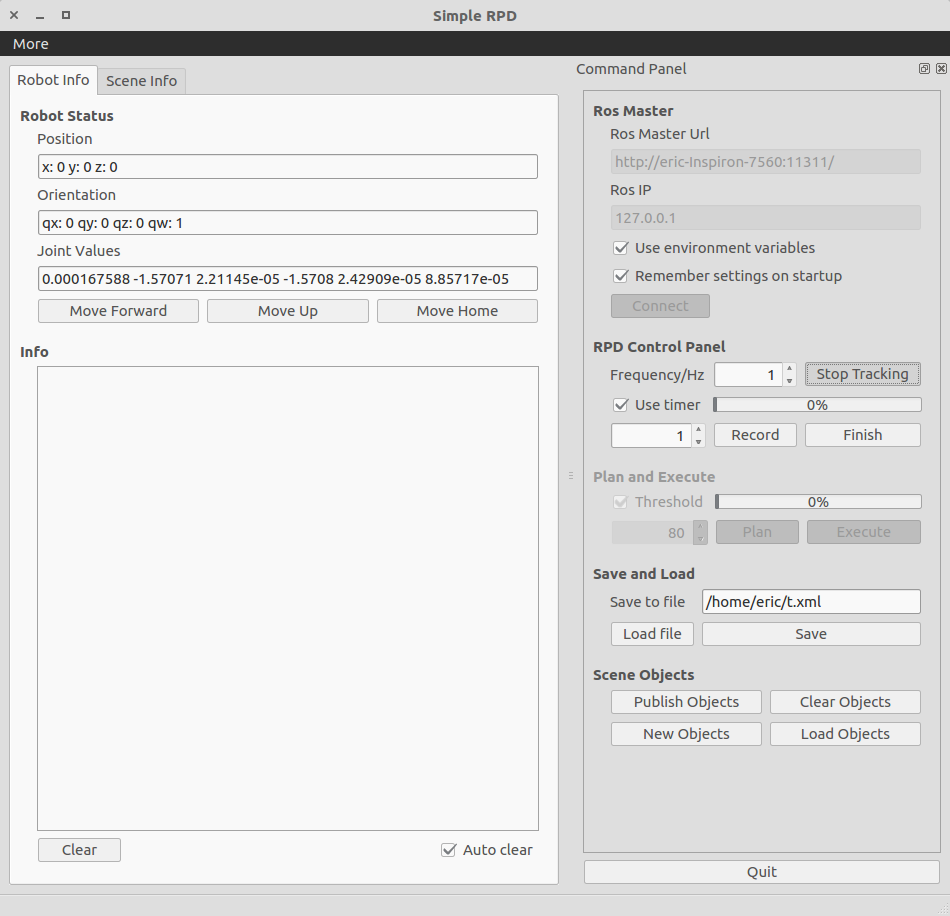 Simple RPD
More
Robot Info
Scene Info
Robot Status
Position
x: 0 y: 0 z: 0
Orientation
qx: 0 qy: 0 qz: 0 qw: 1
Joint Values
0.000167588 -1.57071 2.21145e-05 -1.5708 2.42909e-05 8.85717e-05
Move Forward
Move Up
Move Home
Info
Clear
Auto clear
Command Panel
Ros Master
Ros Master Url
http://eric-Inspiron-7560:11311/
Ros IP
127.0.0.1
Use environment variables
Remember settings on startup
Connect
RPD Control Panel
Frequency/Hz
1
Stop Tracking
Use timer
0%
1
Record
Finish
Plan and Execute
Threshold
0%
80
Plan
Execute
Save and Load
Save to file
/home/eric/t.xml
Load file
Save
Scene Objects
Publish Objects
Clear Objects
New Objects
Load Objects
Quit